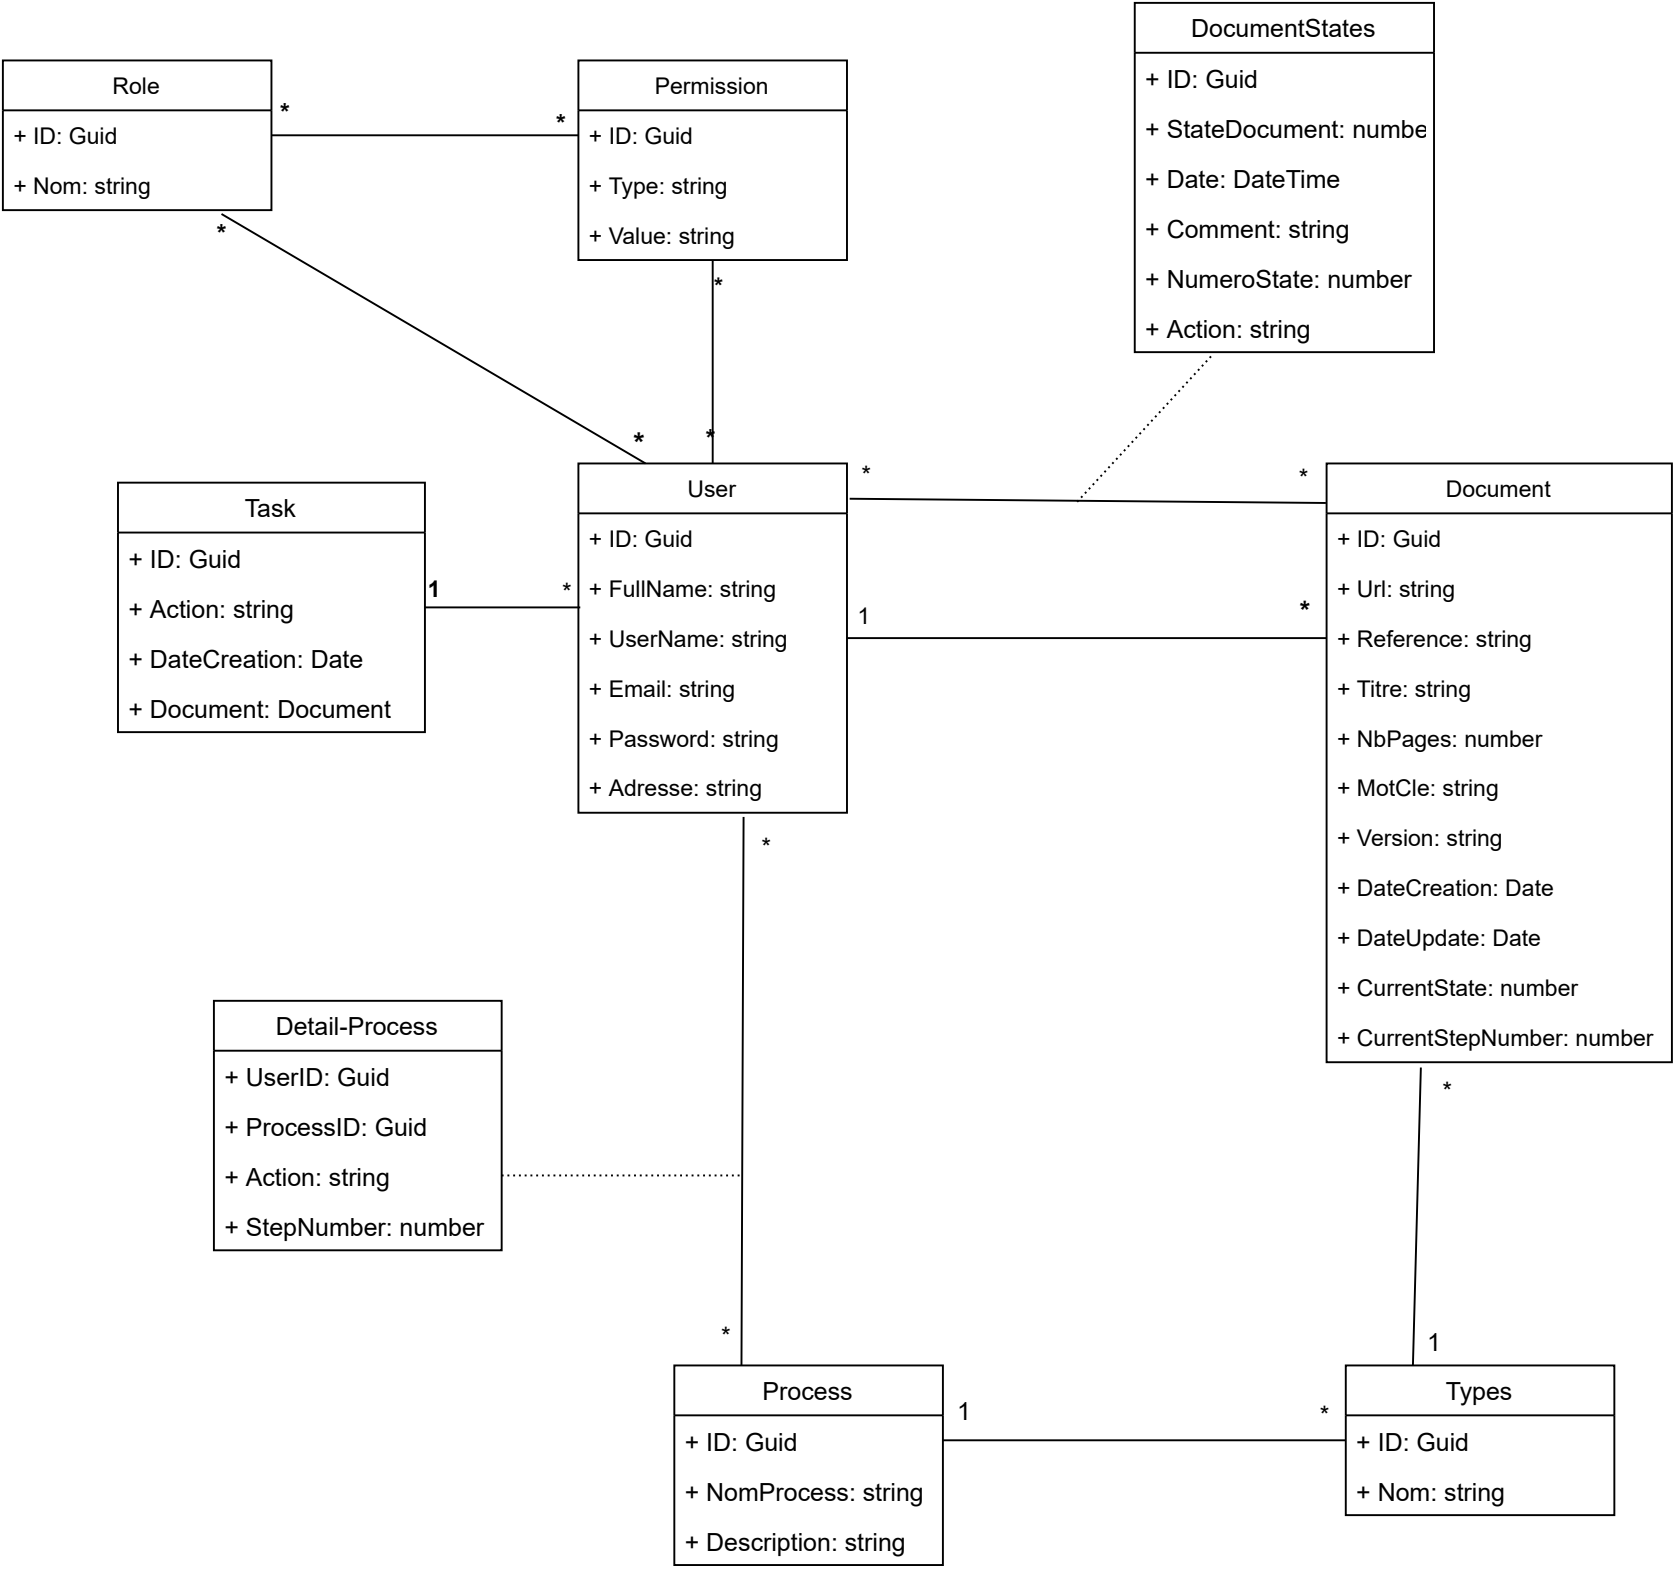 DocumentStates
+ ID: Guid
+ StateDocument: numbe
+ Date: DateTime
+ Comment: string
+ NumeroState: number
+ Action: string
Role
+ ID: Guid
+ Nom: string
*
*
*
Permission
+ ID: Guid
+ Type: string
+ Value: string
*
*
*
User
+ ID: Guid
+ FullName: string
+ UserName: string
+ Email: string
+ Password: string
+ Adresse: string
*
*
1
*
Task
+ ID: Guid
+ Action: string
+ DateCreation: Date
+ Document: Document
1
*
Document
+ ID: Guid
+ Url: string
+ Reference: string
+ Titre: string
+ NbPages: number
+ MotCle: string
+ Version: string
+ DateCreation: Date
+ DateUpdate: Date
+ CurrentState: number
+ CurrentStepNumber: number
*
*
Detail-Process
+ UserID: Guid
+ ProcessID: Guid
+ Action: string
+ StepNumber: number
*
1
Process
+ ID: Guid
+ NomProcess: string
+ Description: string
1
*
Types
+ ID: Guid
+ Nom: string